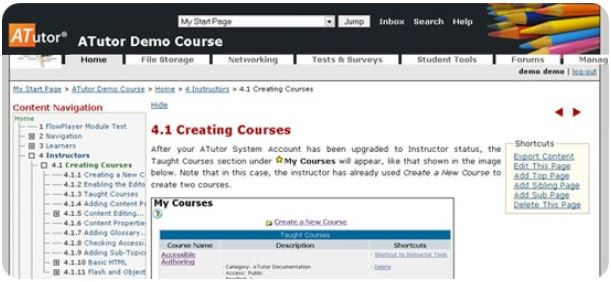 My Start Page Jump Inbox Search Help
ATutor®
ATutor Demo Course
Home File Storage Networking Tests & Surveys Student Tools Forums Manag
demo demo | log-out
My Start Page > ATutor Demo Course > Home > 4 Instructors > 4.1 Creating Courses
Content Navigation
Home
1 FlowPlayer Module Test
2 Navigation
3 Learners
4 Instructors
4.1 Creating Courses
4.1.1 Creating a New C
4.1.2 Enabling the Edito
4.1.3 Taught Courses
4.1.4 Adding Content Pa
4.1.5 Content Editing...
4.1.6 Content Propertie
4.1.7 Adding Glossary..
4.1.8 Checking Accessi.
4.1.9 Adding Sub-Topics
4.1.10 Basic HTML
4.1.11 Flash and Object
Hide
4.1 Creating Courses
After your ATutor System Account has been upgraded to Instructor status, the
Taught Courses section under My Courses will appear, like that shown in the image
below. Note that in this case, the instructor has already used Create a New Course to
create two courses.
My Courses
Create a New Course
Taught Courses
Course Name Description Shortcuts
Accessible
Authoring
· Category: ATutor Documentation
· Access: Public
· Shortcut to Instructor Tools
· Delete
Shortcuts
Export Content
Edit This Page
Add Top Page
Add Sibling Page
Add Sub Page
Delete This Page